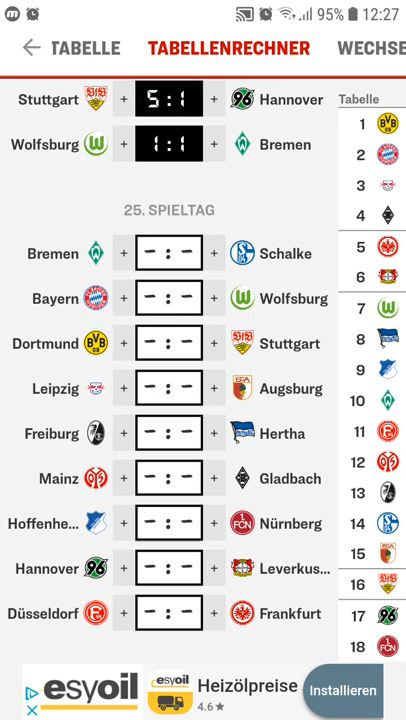 95% 12:27
← TABELLE TABELLENRECHNER WECHSE
Stuttgart + 5:1 + Hannover
Wolfsburg + 1:1 + Bremen
25. SPIELTAG
Bremen + -:- + Schalke
Bayern + -:- + Wolfsburg
Dortmund + -:- + Stuttgart
Leipzig + -:- + Augsburg
Freiburg + -:- + Hertha
Mainz + -:- + Gladbach
Hoffenhe... + -:- + Nürnberg
Hannover + -:- + Leverkus...
Düsseldorf + -:- + Frankfurt
Tabelle
1 BVB 09
2
3
4
5
6
7
8
9
10
11
12
13
14
15
16
17 96
18
esyoil
esyoil
Heizölpreise
4.6★
Installieren